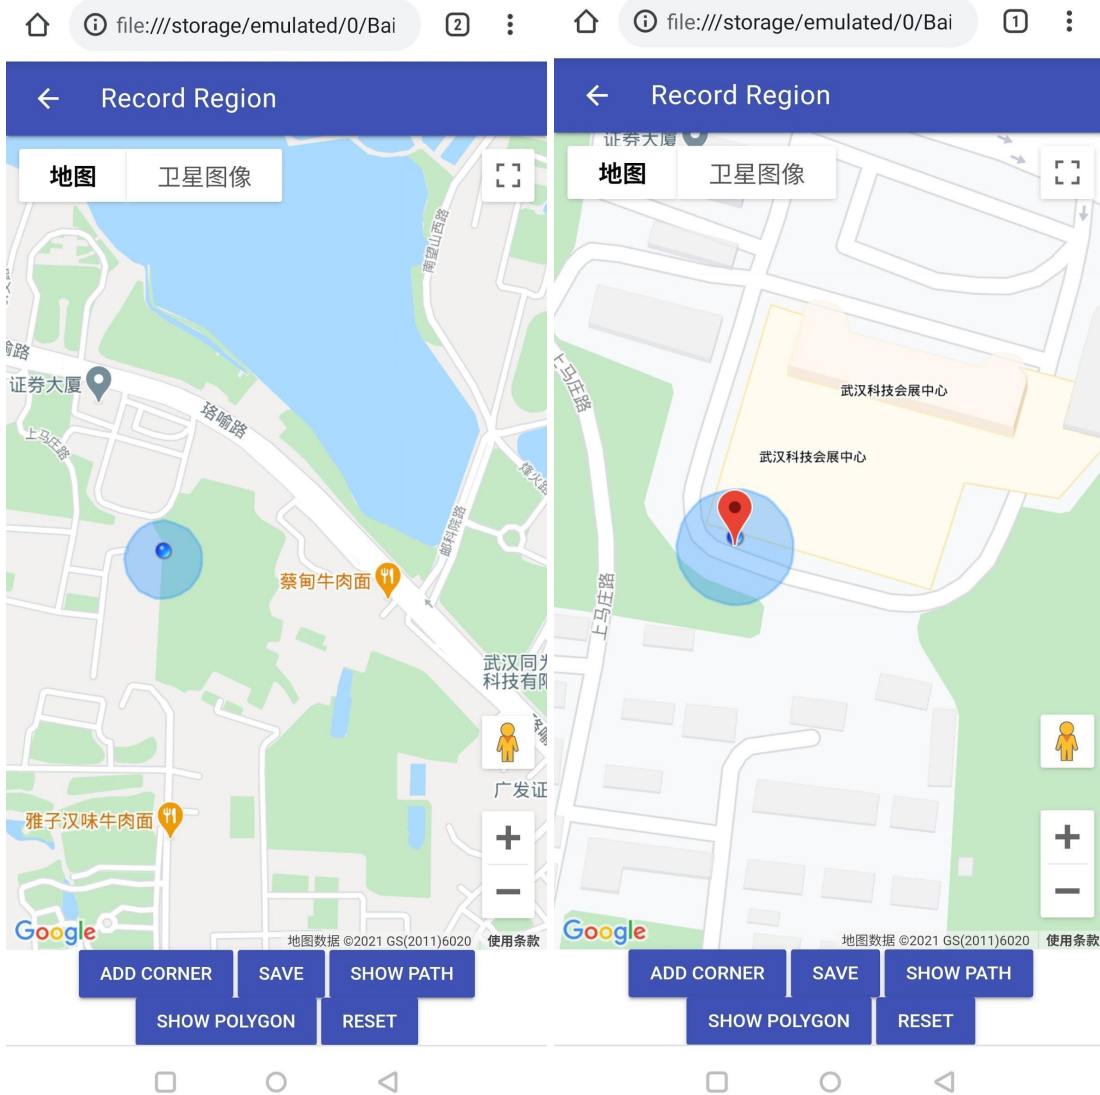 file:///storage/emulated/0/Bai
2
Record Region
地图
卫星图像
南望山西路
证券大厦
珞喻路
上马庄路
烽火路
邮科院路
蔡甸牛肉面
武汉同
科技有限
广发证
雅子汉味牛肉面
Google
地图数据 ©2021 GS(2011)6020
使用条款
ADD CORNER
SAVE
SHOW PATH
SHOW POLYGON
RESET
file:///storage/emulated/0/Bai
1
Record Region
证券大厦
地图
卫星图像
上马庄路
武汉科技会展中心
武汉科技会展中心
上马庄路
Google
地图数据 ©2021 GS(2011)6020
使用条款
ADD CORNER
SAVE
SHOW PATH
SHOW POLYGON
RESET